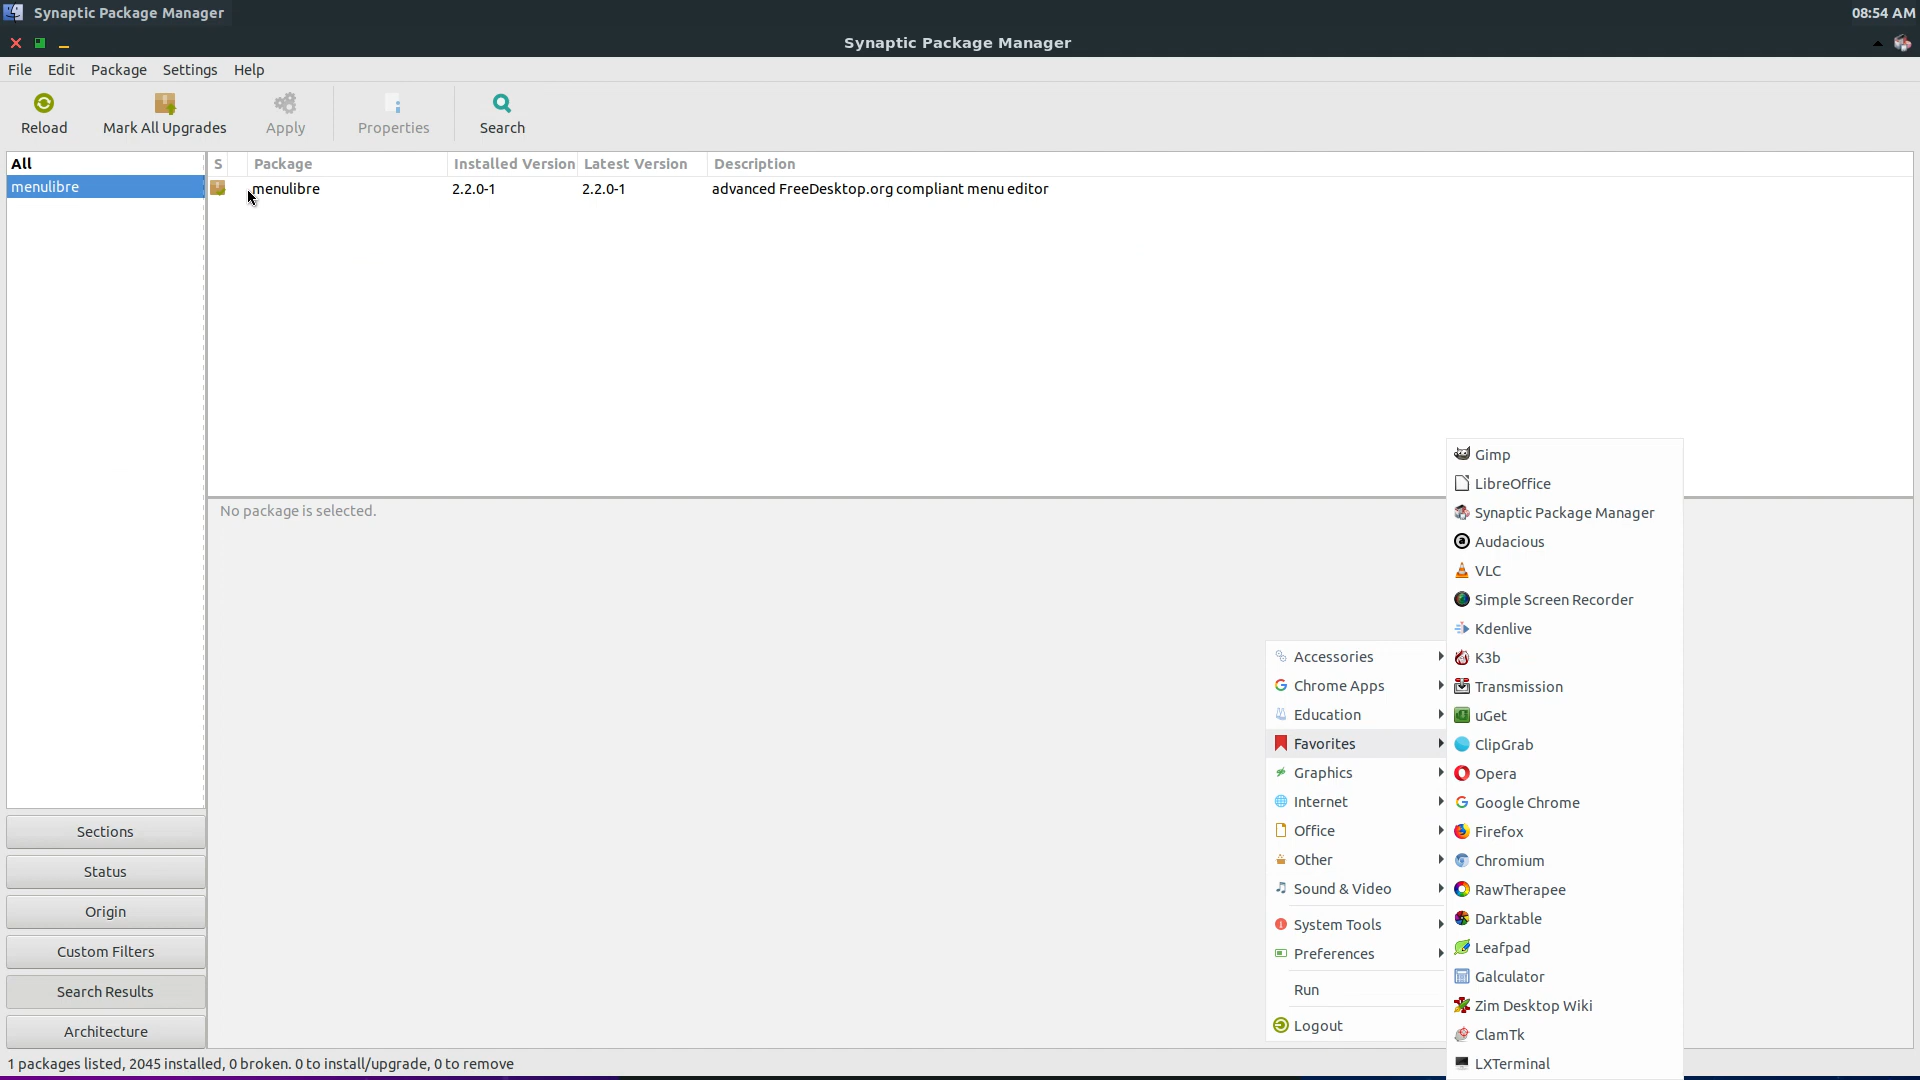 Synaptic Package Manager
08:54 AM
Synaptic Package Manager
File Edit Package Settings Help
Reload Mark All Upgrades Apply Properties Search
All
menulibre
S Package Installed Version Latest Version Description
menulibre 2.2.0-1 2.2.0-1 advanced FreeDesktop.org compliant menu editor
No package is selected.
Sections
Status
Origin
Custom Filters
Search Results
Architecture
Accessories
Chrome Apps
Education
Favorites
Graphics
Internet
Office
Other
Sound & Video
System Tools
Preferences
Run
Logout
Gimp
LibreOffice
Synaptic Package Manager
Audacious
VLC
Simple Screen Recorder
Kdenlive
K3b
Transmission
uGet
ClipGrab
Opera
Google Chrome
Firefox
Chromium
RawTherapee
Darktable
Leafpad
Galculator
Zim Desktop Wiki
ClamTk
LXTerminal
1 packages listed, 2045 installed, 0 broken. 0 to install/upgrade, 0 to remove